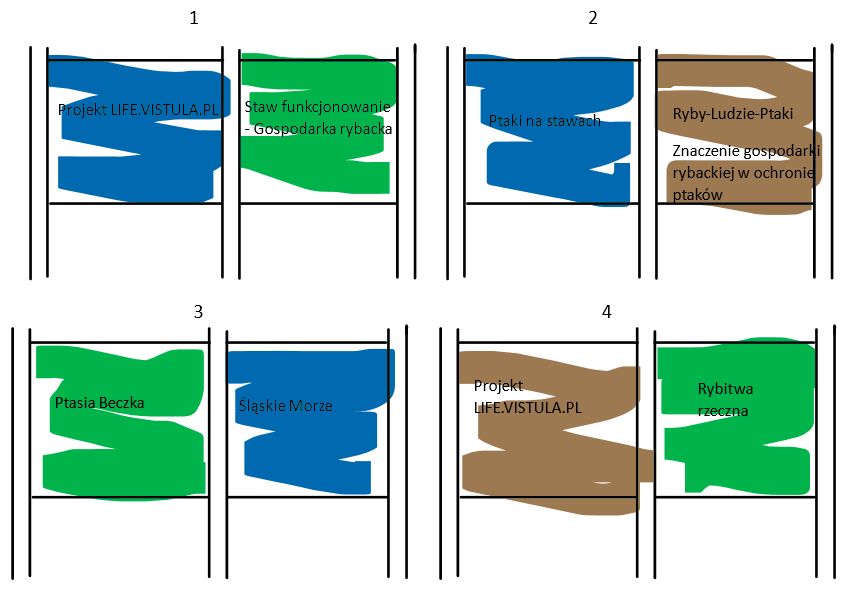 1
Projekt LIFE.VISTULA.PL
Staw funkcjonowanie
- Gospodarka rybacka
2
Ptaki na stawach
Ryby-Ludzie-Ptaki
Znaczenie gospodarki
rybackiej w ochronie
ptaków
3
Ptasia Beczka
Śląskie Morze
4
Projekt
LIFE.VISTULA.PL
Rybitwa
rzeczna